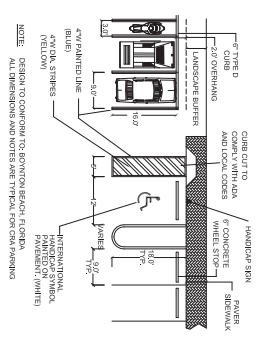 6" TYPE D
CURB
2.0' OVERHANG
LANDSCAPE BUFFER
3.0'
9.0'
16.0'
4"W PAINTED LINE
(BLUE)
4"W DIA. STRIPES
(YELLOW)
CURB CUT TO
COMPLY WITH ADA
AND LOCAL CODES
HANDICAP SIGN
6" CONCRETE
WHEEL STOP
PAVER
SIDEWALK
12'
VARIES
18.0'
TYP.
9.0'
TYP.
INTERNATIONAL
HANDICAP SYMBOL
PAINTED ON
PAVEMENT, (WHITE)
NOTE: DESIGN TO CONFORM TO: BOYNTON BEACH, FLORIDA
ALL DIMENSIONS AND NOTES ARE TYPICAL FOR CRA PARKING